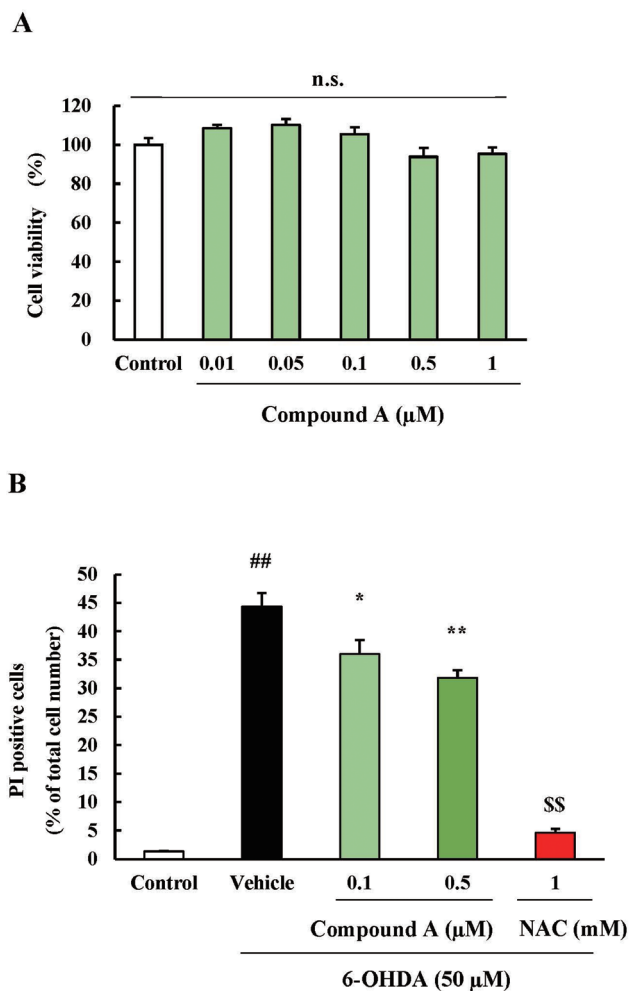 A
n.s.
Cell viability (%)
120
100
80
60
40
20
0
Control 0.01 0.05 0.1 0.5 1
Compound A (μM)
B
PI positive cells
(% of total cell number)
50
45
40
35
30
25
20
15
10
5
0
##
*
**
$$
Control Vehicle 0.1 0.5 1
Compound A (μM) NAC (mM)
6-OHDA (50 μM)